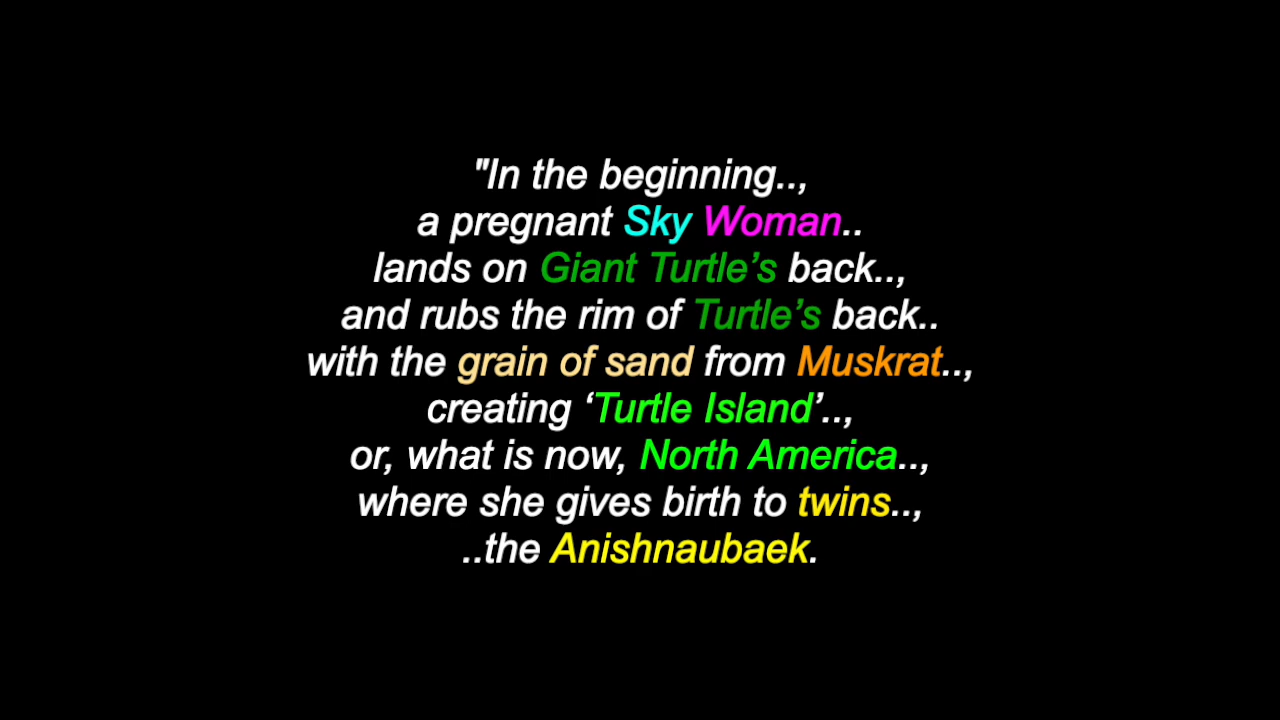 "In the beginning..,
a pregnant Sky Woman..
lands on Giant Turtle’s back..,
and rubs the rim of Turtle’s back..
with the grain of sand from Muskrat..,
creating ‘Turtle Island’..,
or, what is now, North America..,
where she gives birth to twins..,
..the Anishnaubaek.